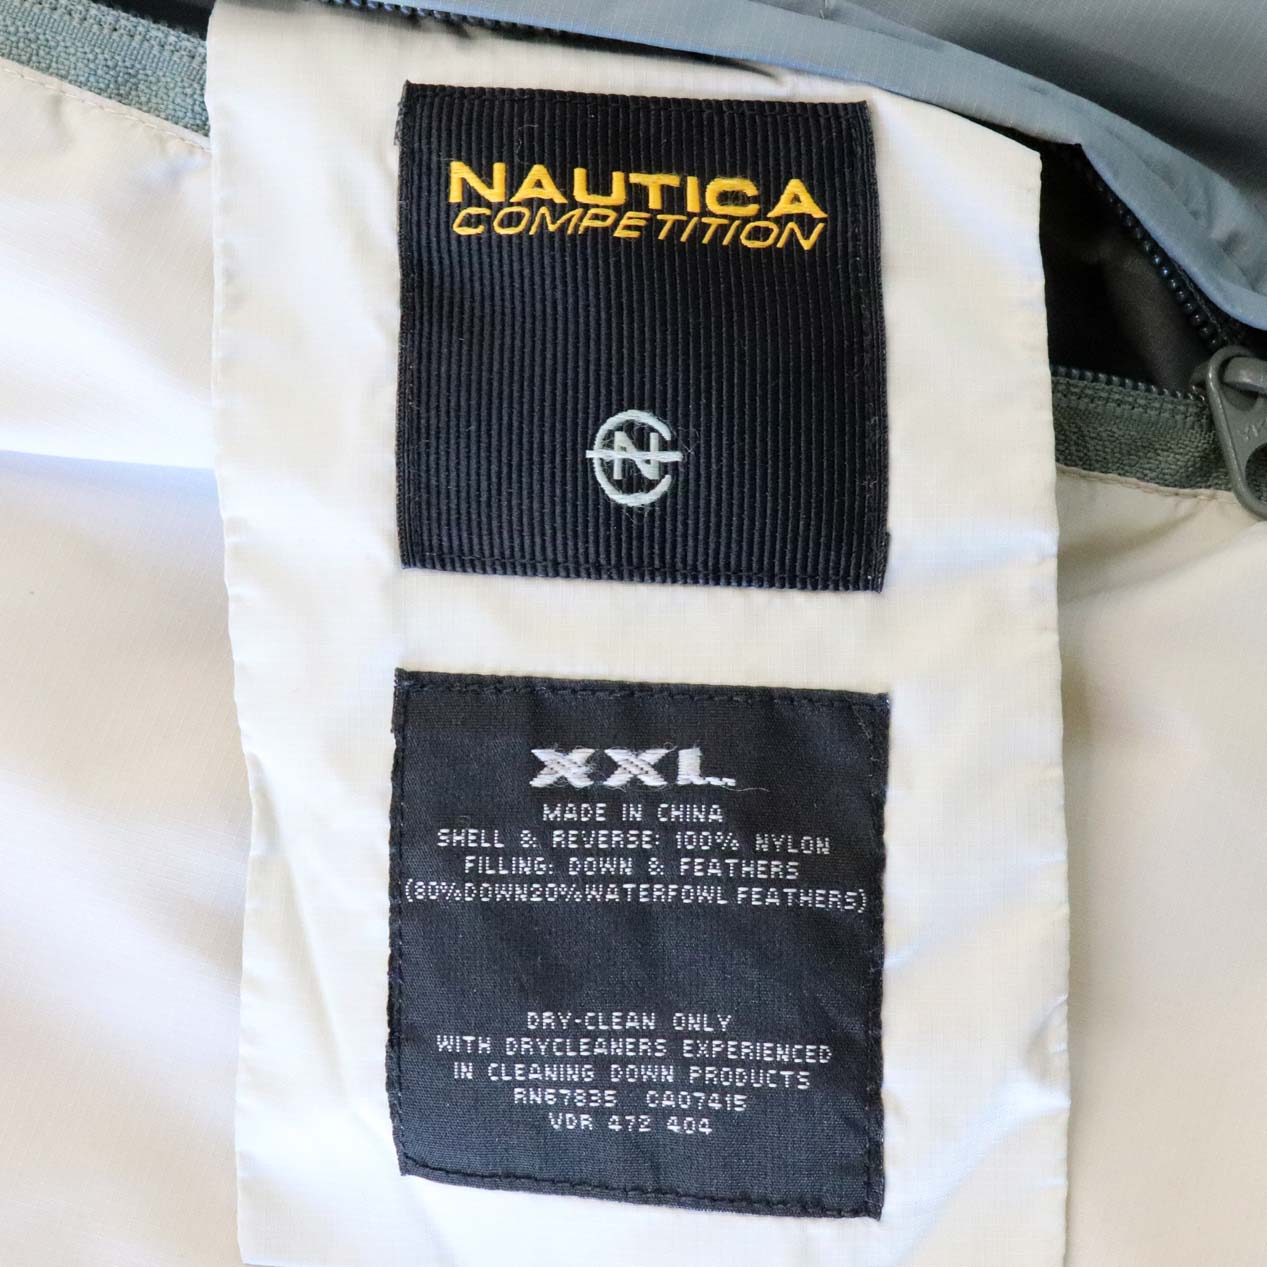 NAUTICA
COMPETITION
N
XXL
MADE IN CHINA
SHELL & REVERSE: 100% NYLON
FILLING: DOWN & FEATHERS
(80%DOWN20%WATERFOWL FEATHERS)
DRY-CLEAN ONLY
WITH DRYCLEANERS EXPERIENCED
IN CLEANING DOWN PRODUCTS
RN67835 CA07415
VDR 472 404